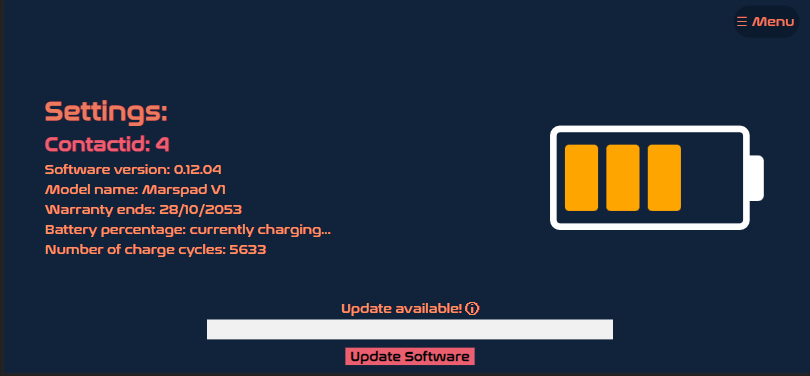 ☰ Menu
Settings:
Contactid: 4
Software version: 0.12.04
Model name: Marspad V1
Warranty ends: 28/10/2053
Battery percentage: currently charging...
Number of charge cycles: 5633
Update available! ⓘ
Update Software